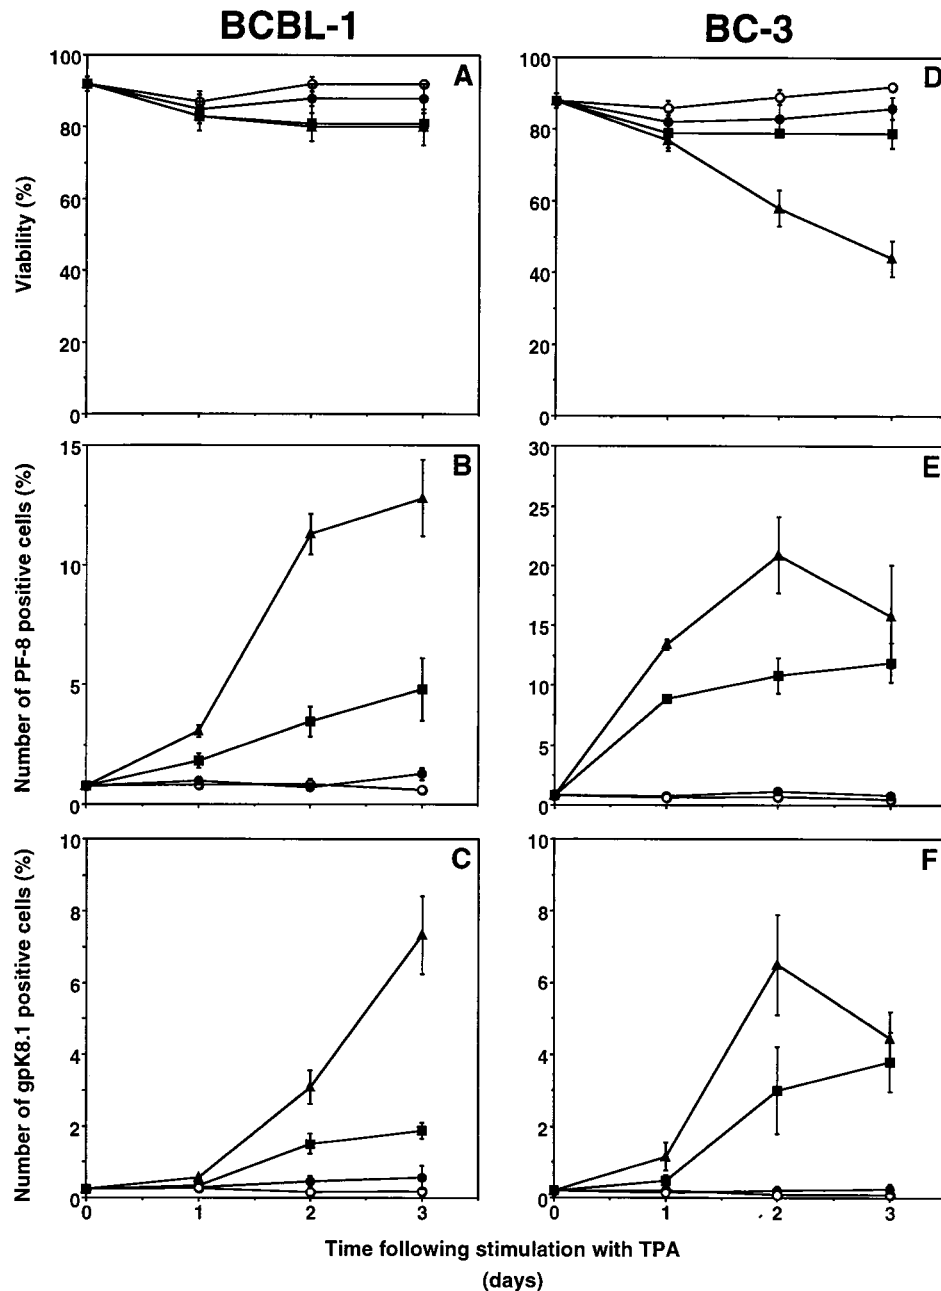 BCBL-1
BC-3
Viability (%)
100
80
60
40
20
0
A
100
80
60
40
20
0
D
Number of PF-8 positive cells (%)
15
10
5
0
B
30
25
20
15
10
5
0
E
Number of gpK8.1 positive cells (%)
10
8
6
4
2
0
C
10
8
6
4
2
0
F
0 1 2 3
0 1 2 3
Time following stimulation with TPA
(days)